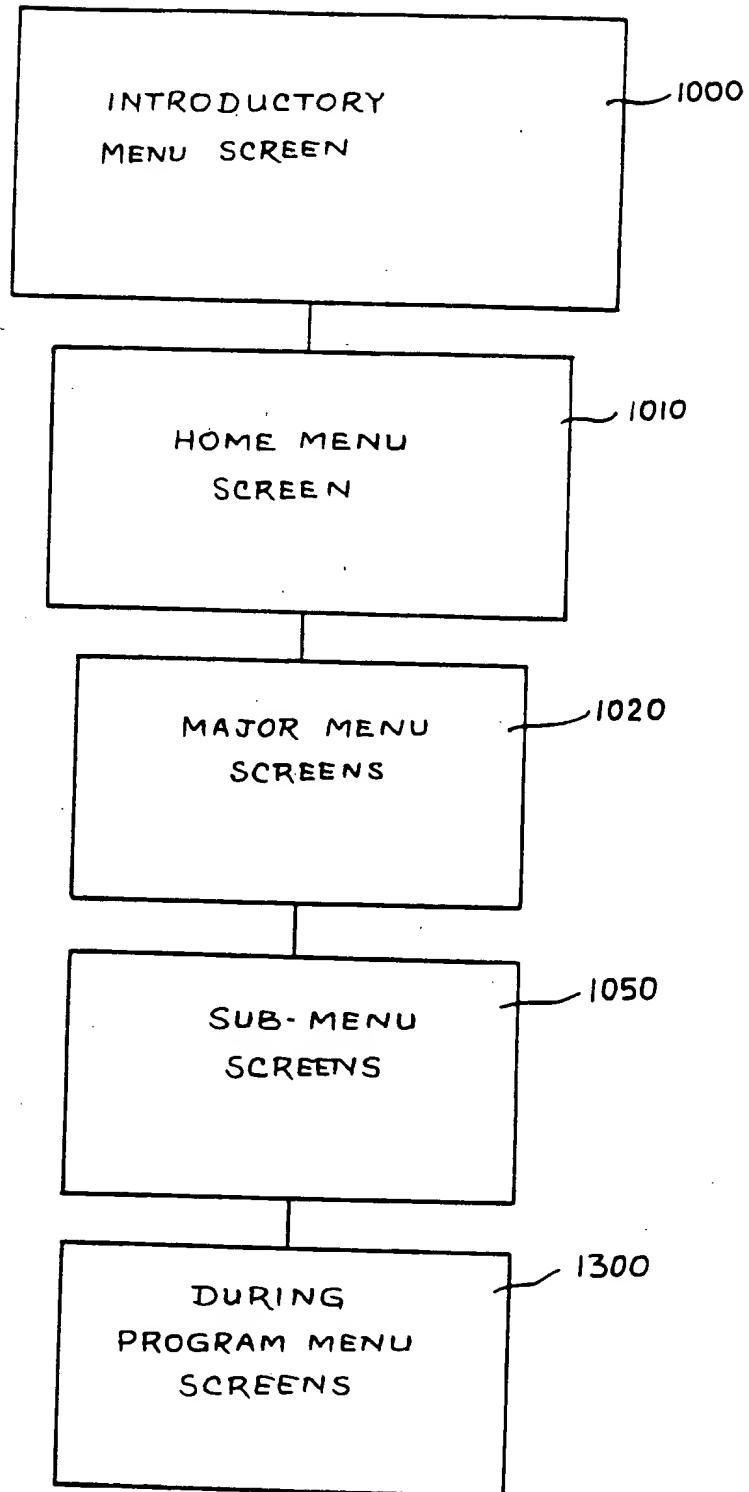 INTRODUCTORY
MENU SCREEN
1000
HOME MENU
SCREEN
1010
MAJOR MENU
SCREENS
1020
SUB-MENU
SCREENS
1050
DURING
PROGRAM MENU
SCREENS
1300